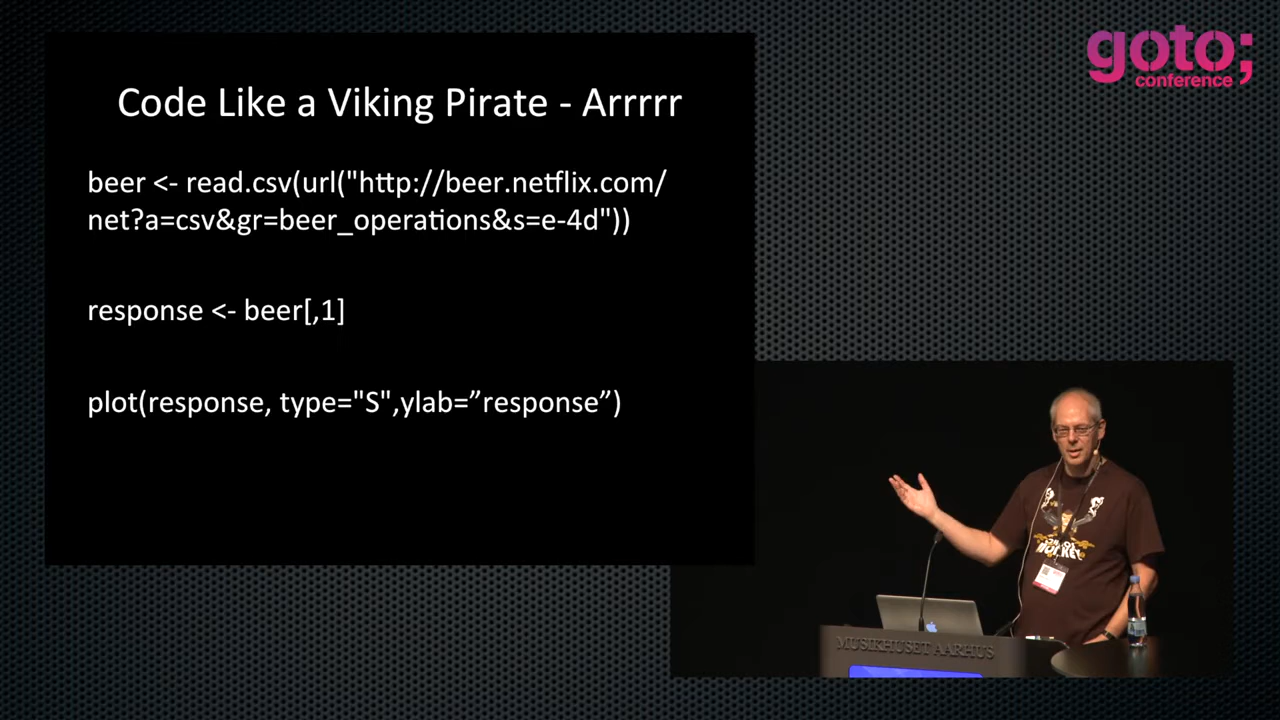 goto;
conference
Code Like a Viking Pirate - Arrrrr
beer <- read.csv(url("http://beer.netflix.com/
net?a=csv&gr=beer_operations&s=e-4d"))
response <- beer[,1]
plot(response, type="S",ylab=”response”)
MUSIKHUSET AARHUS